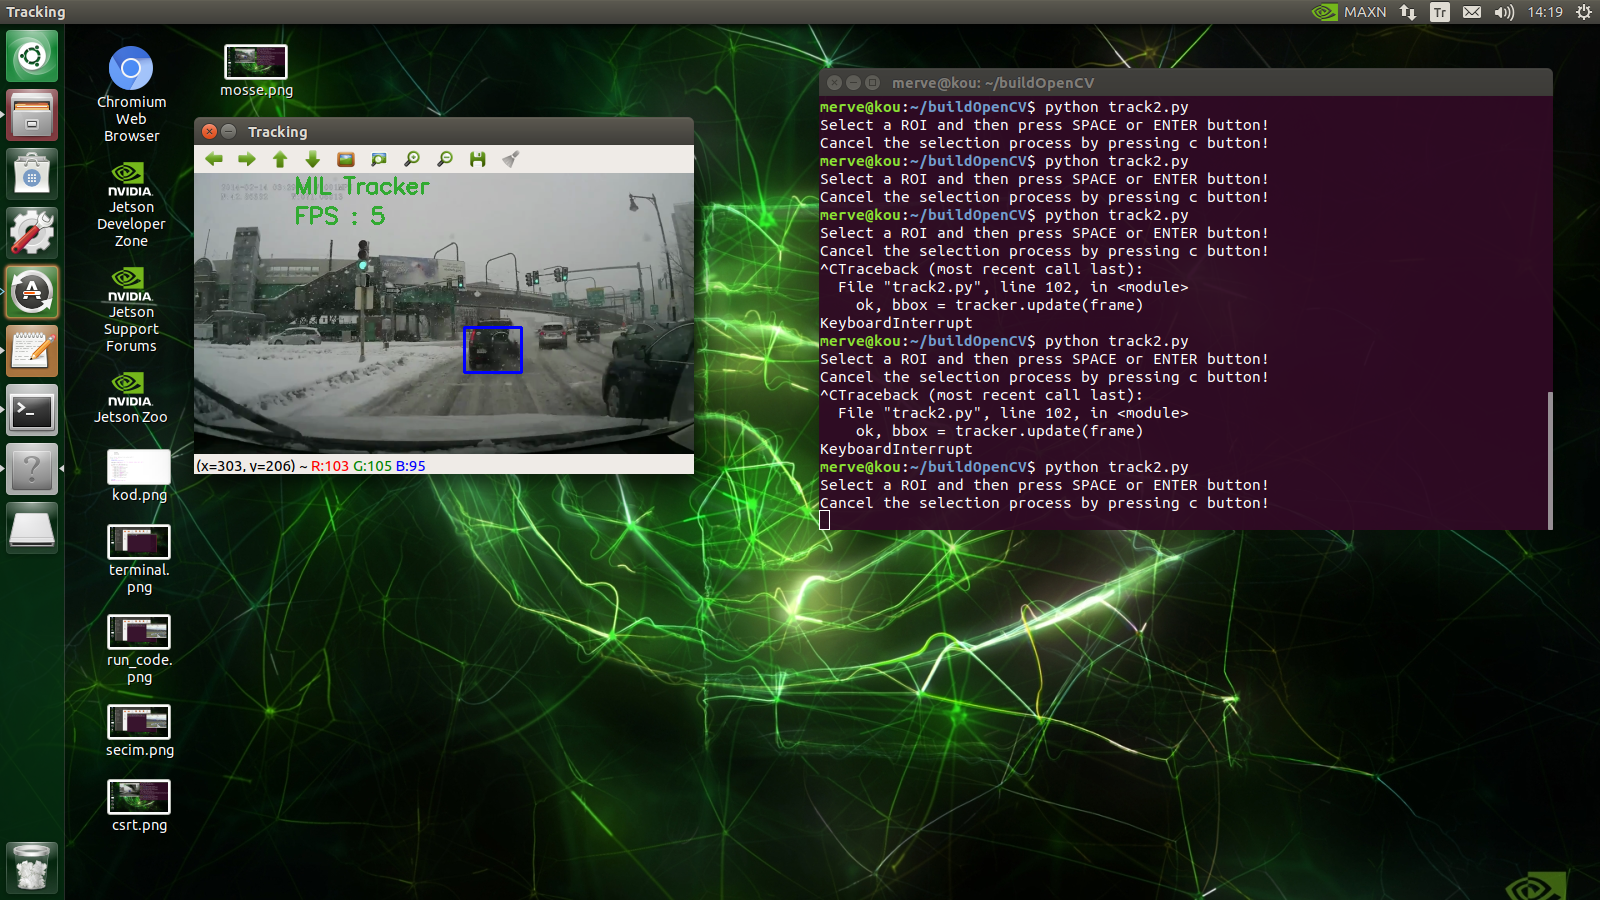 Tracking
MAXN
Tr
14:19
Chromium
Web
Browser
NVIDIA.
Jetson
Developer
Zone
NVIDIA.
Jetson
Support
Forums
NVIDIA.
Jetson Zoo
kod.png
terminal.
png
run_code.
png
secim.png
csrt.png
mosse.png
Tracking
MIL Tracker
FPS : 5
(x=303, y=206) ~ R:103 G:105 B:95
merve@kou: ~/buildOpenCV
merve@kou:~/buildOpenCV$ python track2.py
Select a ROI and then press SPACE or ENTER button!
Cancel the selection process by pressing c button!
merve@kou:~/buildOpenCV$ python track2.py
Select a ROI and then press SPACE or ENTER button!
Cancel the selection process by pressing c button!
merve@kou:~/buildOpenCV$ python track2.py
Select a ROI and then press SPACE or ENTER button!
Cancel the selection process by pressing c button!
^CTraceback (most recent call last):
  File "track2.py", line 102, in <module>
    ok, bbox = tracker.update(frame)
KeyboardInterrupt
merve@kou:~/buildOpenCV$ python track2.py
Select a ROI and then press SPACE or ENTER button!
Cancel the selection process by pressing c button!
^CTraceback (most recent call last):
  File "track2.py", line 102, in <module>
    ok, bbox = tracker.update(frame)
KeyboardInterrupt
merve@kou:~/buildOpenCV$ python track2.py
Select a ROI and then press SPACE or ENTER button!
Cancel the selection process by pressing c button!